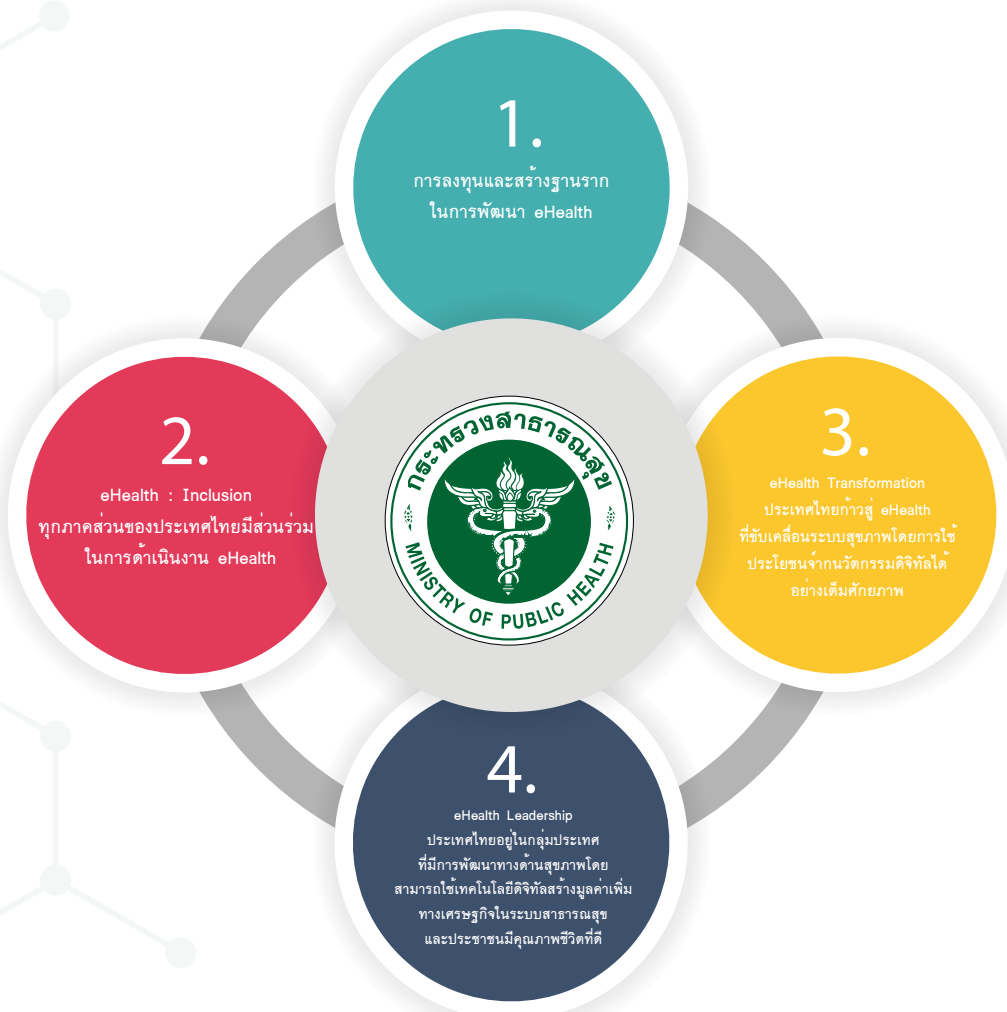 1.
การลงทุนและสร้างฐานราก
ในการพัฒนา eHealth
2.
eHealth : Inclusion
ทุกภาคส่วนของประเทศไทยมีส่วนร่วม
ในการดำเนินงาน eHealth
กระทรวงสาธารณสุข
MINISTRY OF PUBLIC HEALTH
3.
eHealth Transformation
ประเทศไทยก้าวสู่ eHealth
ที่ขับเคลื่อนระบบสุขภาพโดยการใช้
ประโยชน์จากนวัตกรรมดิจิทัลได้
อย่างเต็มศักยภาพ
4.
eHealth Leadership
ประเทศไทยอยู่ในกลุ่มประเทศ
ที่มีการพัฒนาทางด้านสุขภาพโดย
สามารถใช้เทคโนโลยีดิจิทัลสร้างมูลค่าเพิ่ม
ทางเศรษฐกิจในระบบสาธารณสุข
และประชาชนมีคุณภาพชีวิตที่ดี